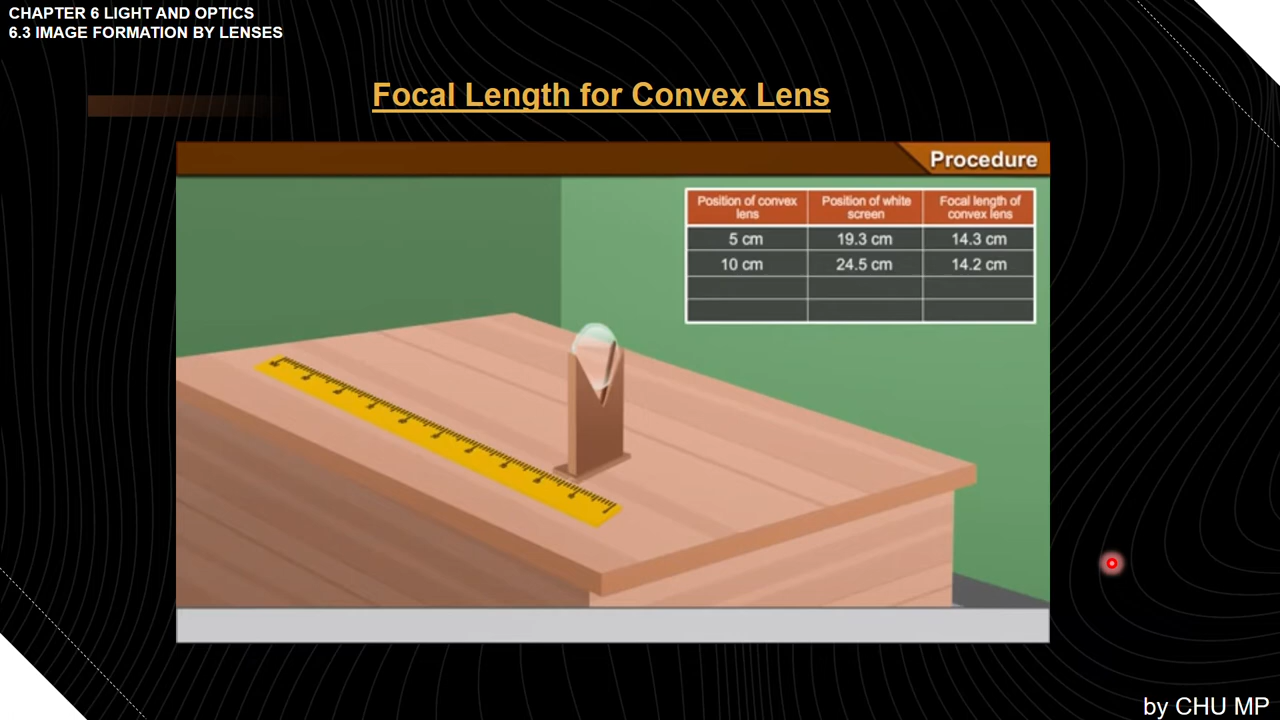 CHAPTER 6 LIGHT AND OPTICS
6.3 IMAGE FORMATION BY LENSES
Focal Length for Convex Lens
Procedure
Position of convex lens Position of white screen Focal length of convex lens
5 cm 19.3 cm 14.3 cm
10 cm 24.5 cm 14.2 cm
by CHU MP